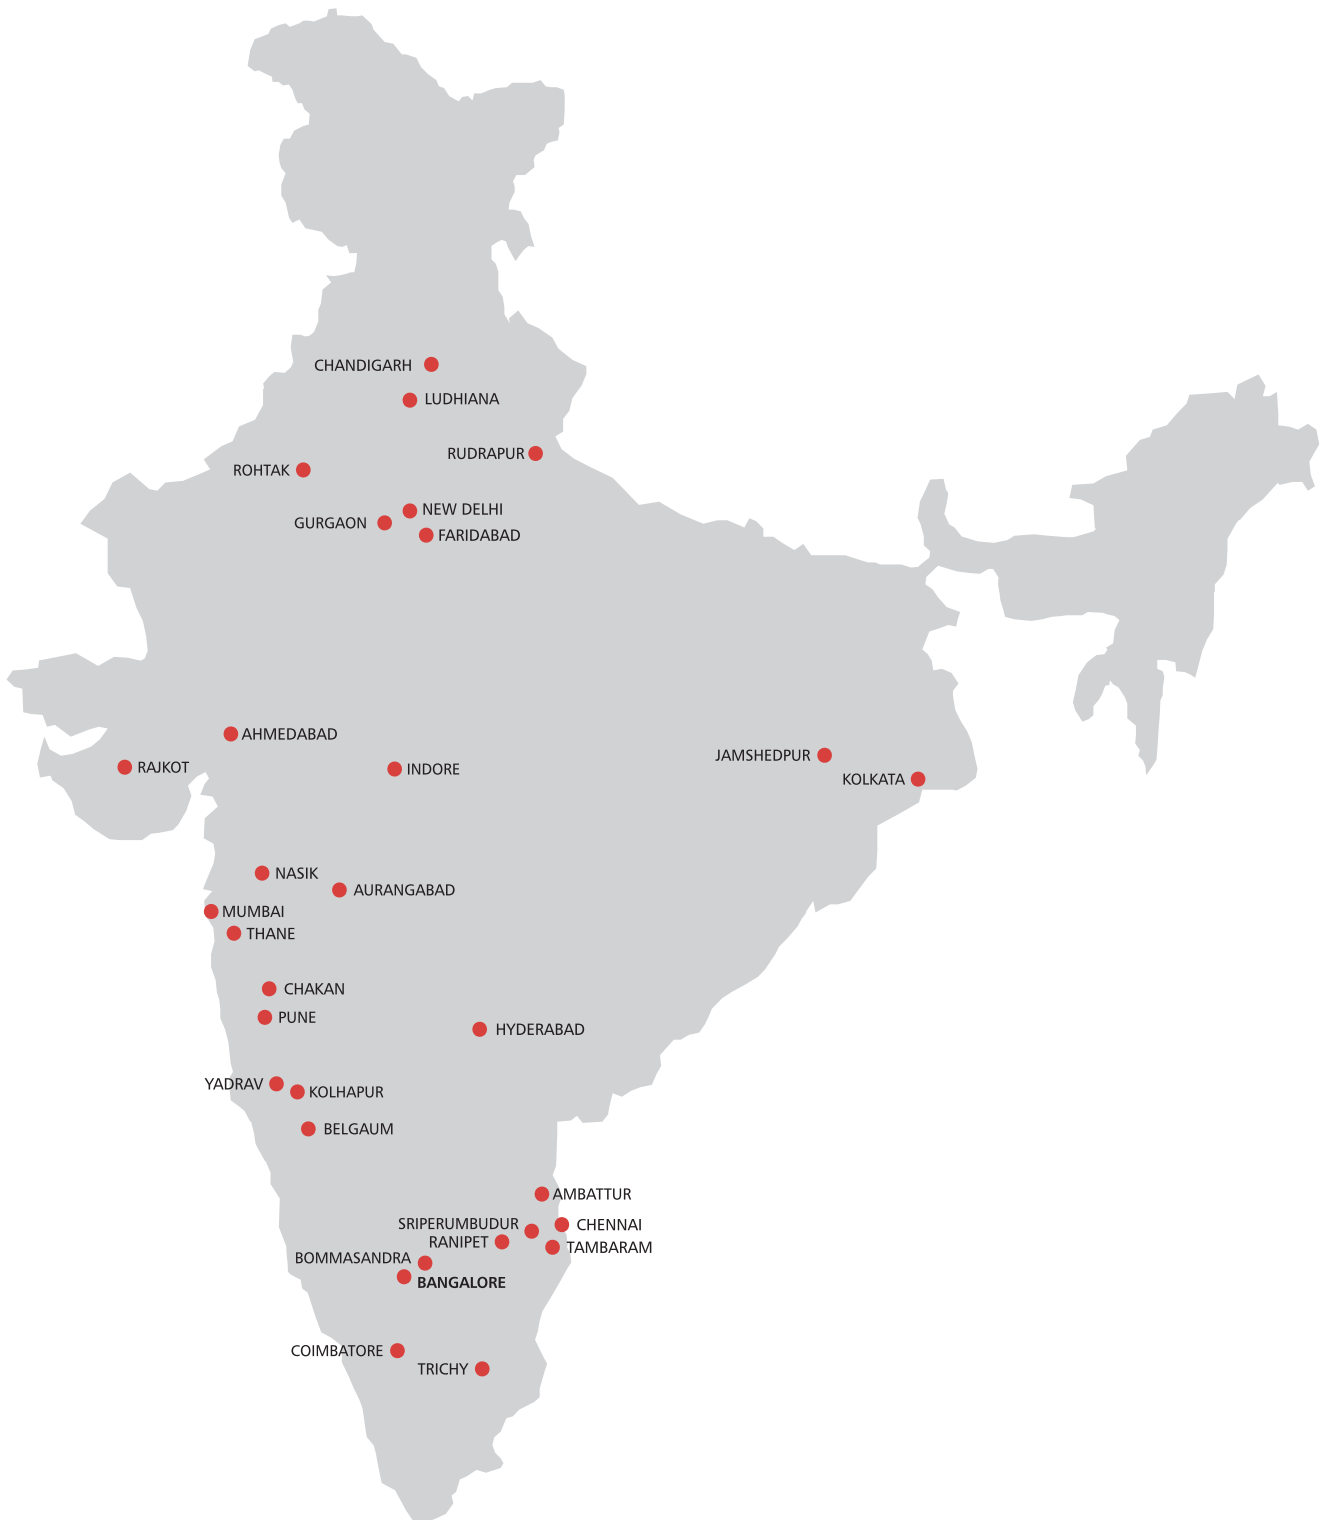 CHANDIGARH
LUDHIANA
RUDRAPUR
ROHTAK
NEW DELHI
GURGAON
FARIDABAD
AHMEDABAD
RAJKOT
INDORE
JAMSHEDPUR
KOLKATA
NASIK
AURANGABAD
MUMBAI
THANE
CHAKAN
PUNE
HYDERABAD
YADRAV
KOLHAPUR
BELGAUM
AMBATTUR
SRIPERUMBUDUR
CHENNAI
RANIPET
TAMBARAM
BOMMASANDRA
BANGALORE
COIMBATORE
TRICHY